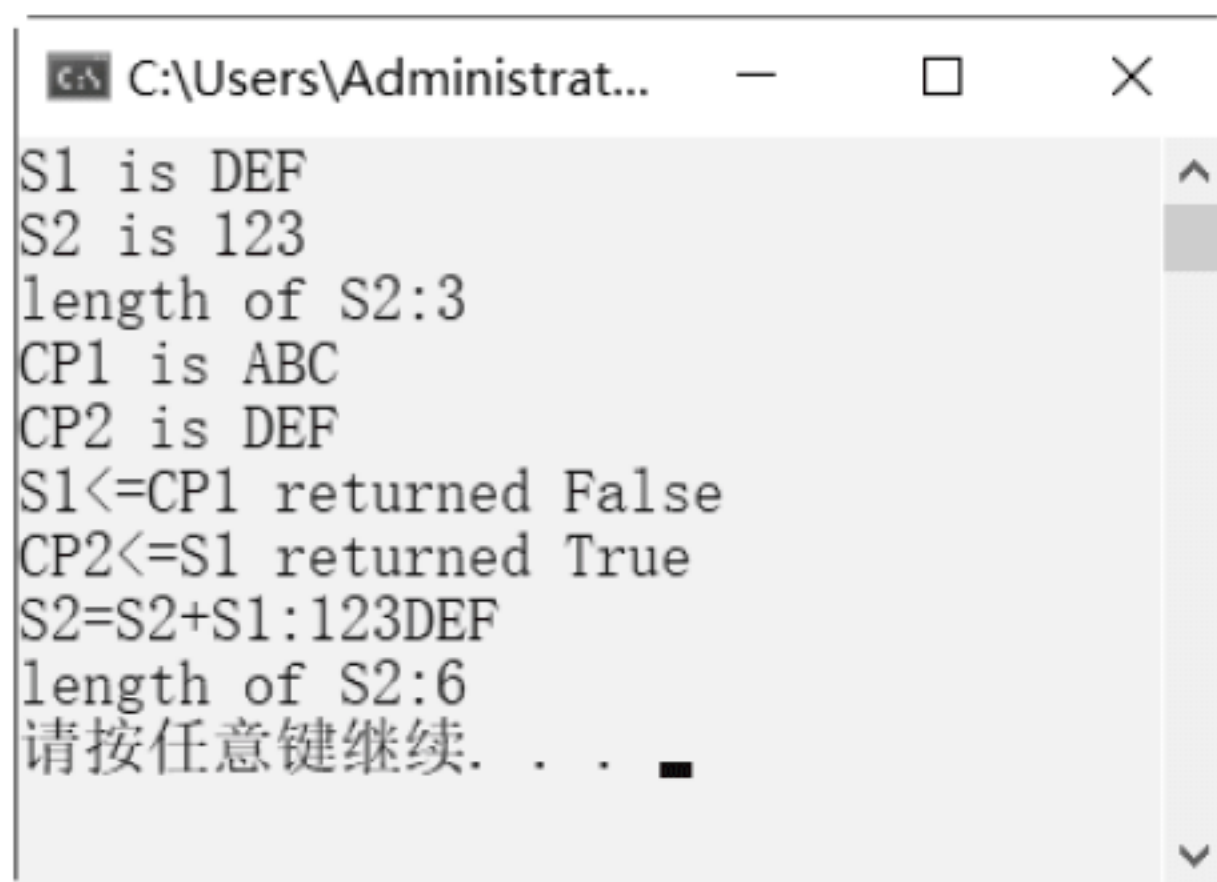 C:\Users\Administrat...
S1 is DEF
S2 is 123
length of S2:3
CP1 is ABC
CP2 is DEF
S1<=CP1 returned False
CP2<=S1 returned True
S2=S2+S1:123DEF
length of S2:6
请按任意键继续. . .